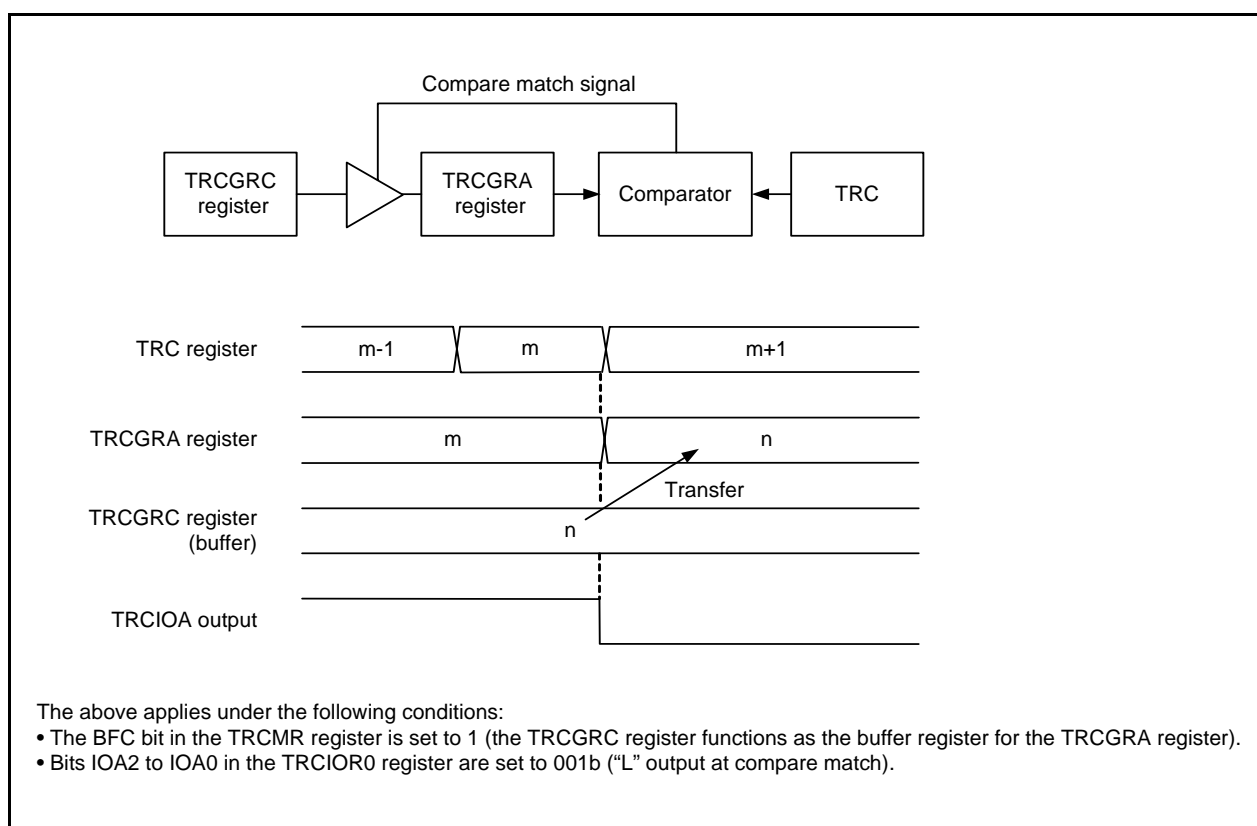 Compare match signal
TRCGRC
register
TRCGRA
register
Comparator
TRC
TRC register
m-1
m
m+1
TRCGRA register
m
n
Transfer
TRCGRC register
(buffer)
n
TRCIOA output
The above applies under the following conditions:
• The BFC bit in the TRCMR register is set to 1 (the TRCGRC register functions as the buffer register for the TRCGRA register).
• Bits IOA2 to IOA0 in the TRCIOR0 register are set to 001b (“L” output at compare match).